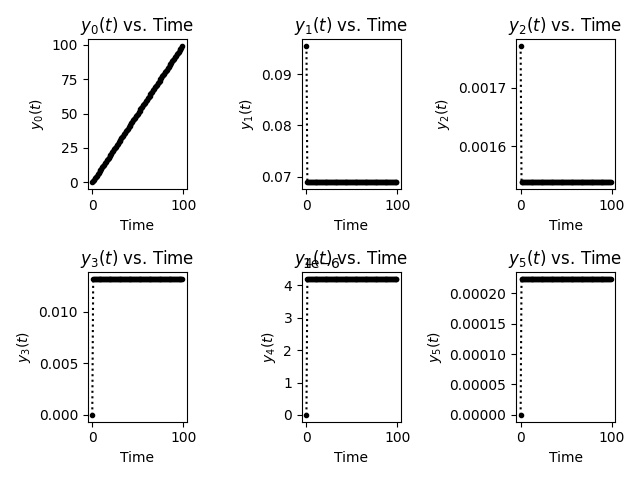 y₀(t) vs. Time
100
75
50
25
0
y₀(t)
0 100
Time
y₁(t) vs. Time
0.09
0.08
0.07
y₁(t)
0 100
Time
y₂(t) vs. Time
0.0017
0.0016
y₂(t)
0 100
Time
y₃(t) vs. Time
0.010
0.005
0.000
y₃(t)
0 100
Time
(t) vs. Time
4
3
2
1
0
y₄(t)
0 100
Time
y₅(t) vs. Time
0.00020
0.00015
0.00010
0.00005
0.00000
y₅(t)
0 100
Time